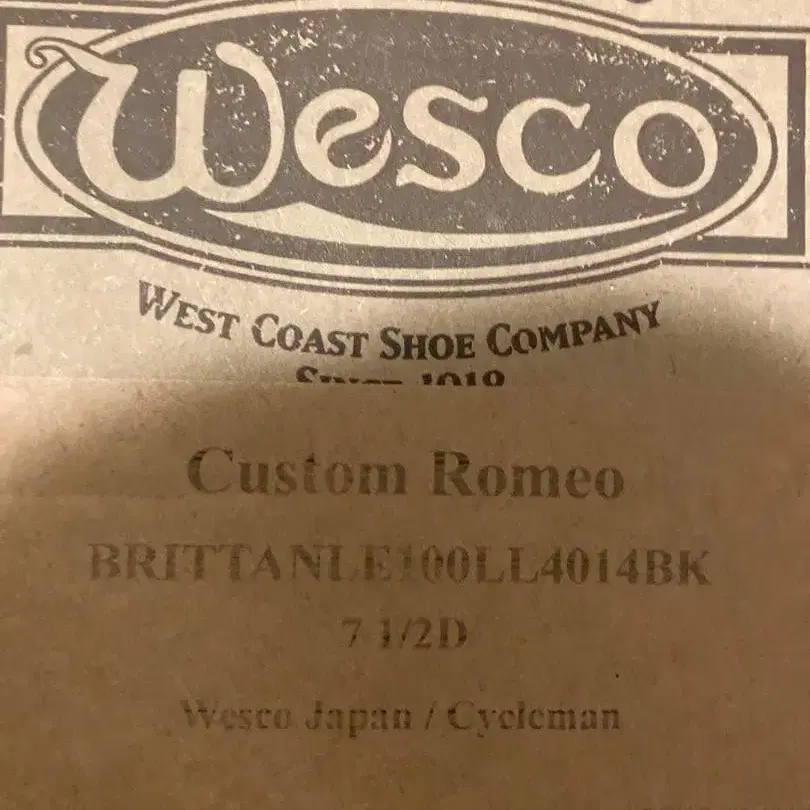 Wesco
WEST COAST SHOE COMPANY
Custom Romeo
BRITTANLE100LL4014BK
7 1/2D
Wesco Japan / Cycleman